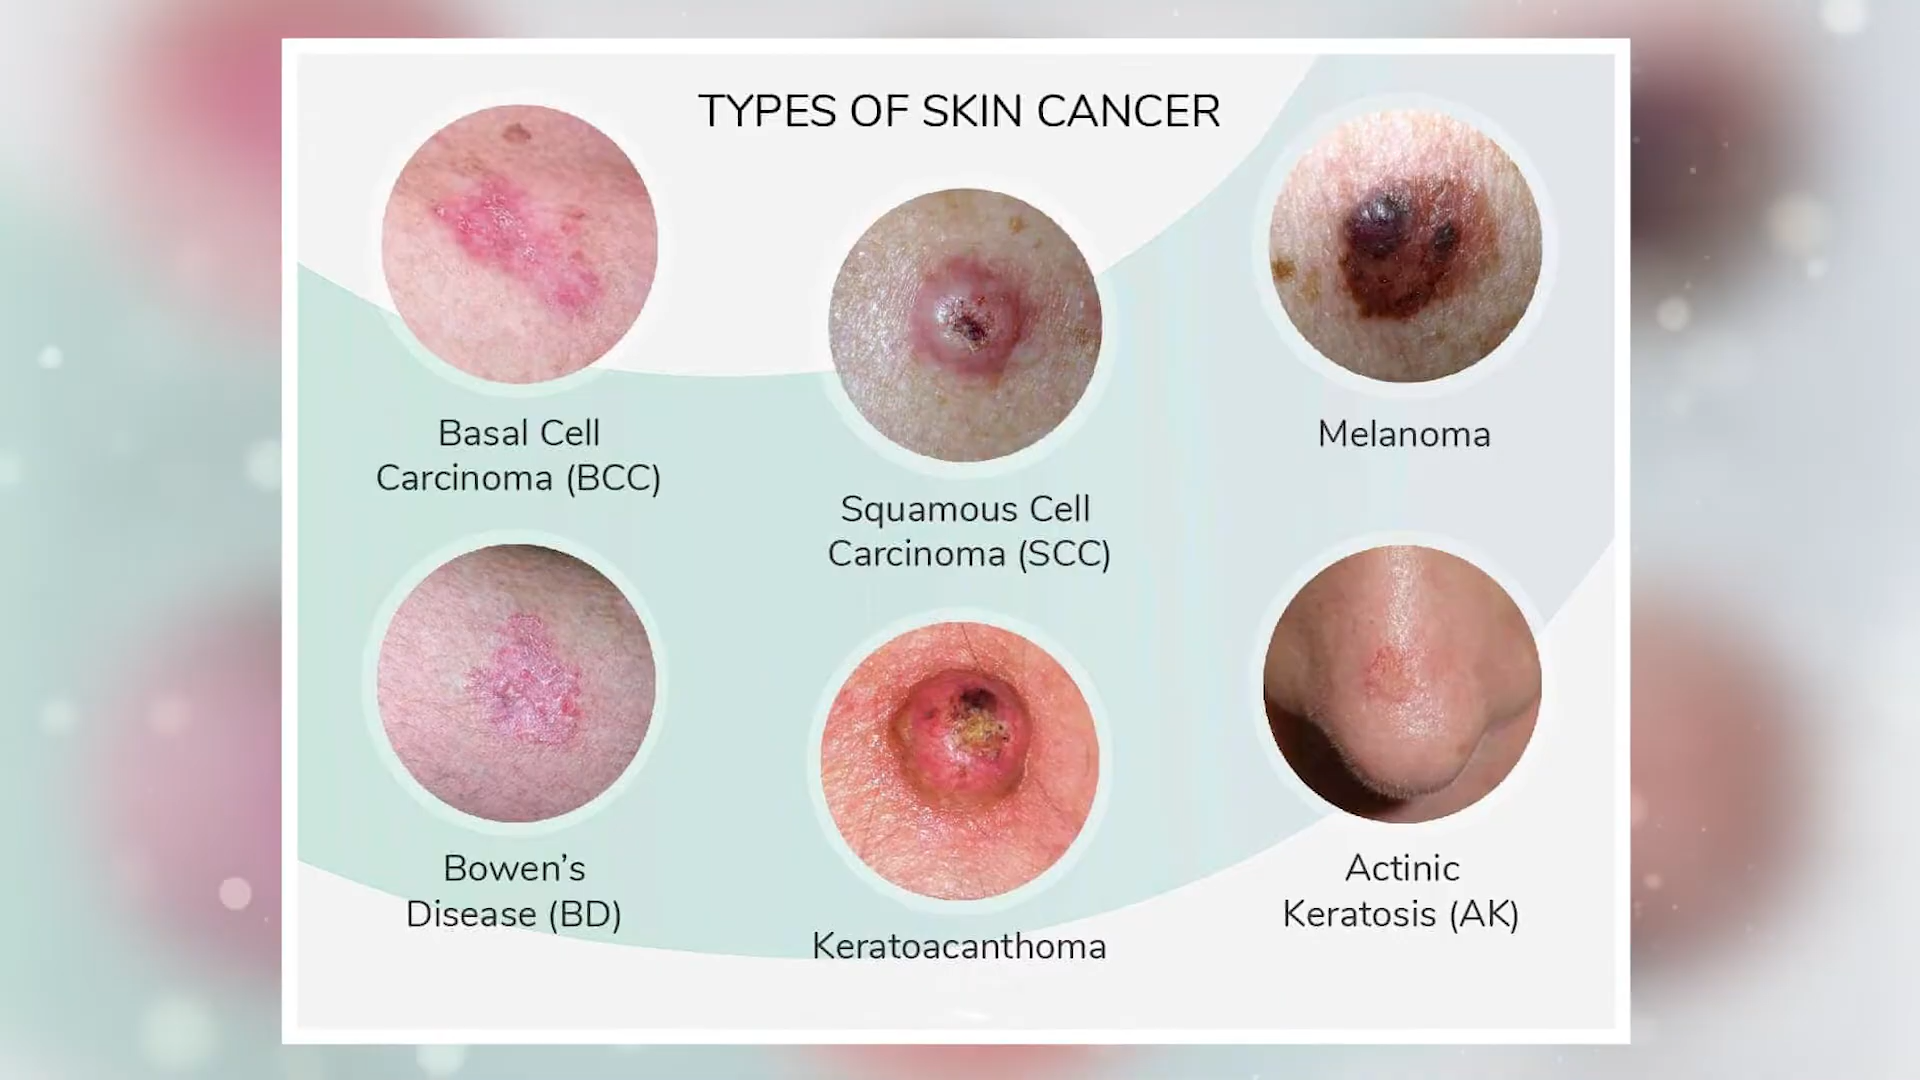 TYPES OF SKIN CANCER
Basal Cell
Carcinoma (BCC)
Squamous Cell
Carcinoma (SCC)
Melanoma
Bowen’s
Disease (BD)
Keratoacanthoma
Actinic
Keratosis (AK)